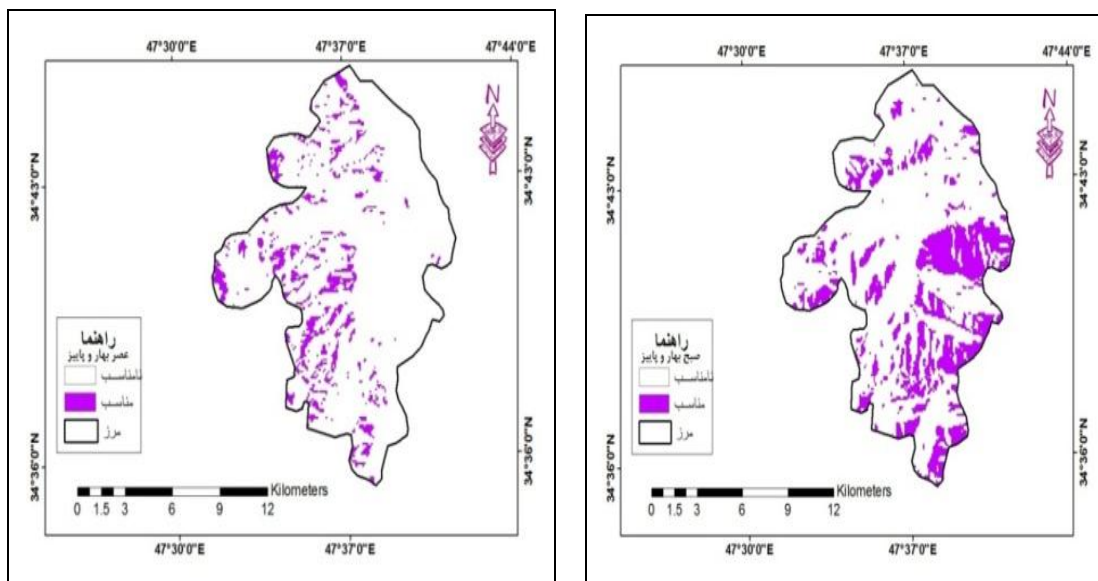 47°30'0"E 47°37'0"E 47°44'0"E
N
34°43'0"N 34°43'0"N
راهنما
عصر بهار و پاییز
نامناسب
مناسب
مرز
34°36'0"N 34°36'0"N
Kilometers
0 1.5 3 6 9 12
47°30'0"E 47°37'0"E
47°30'0"E 47°37'0"E 47°44'0"E
N
34°43'0"N 34°43'0"N
راهنما
صبح بهار و پاییز
نامناسب
مناسب
مرز
34°36'0"N 34°36'0"N
Kilometers
0 1.5 3 6 9 12
47°30'0"E 47°37'0"E